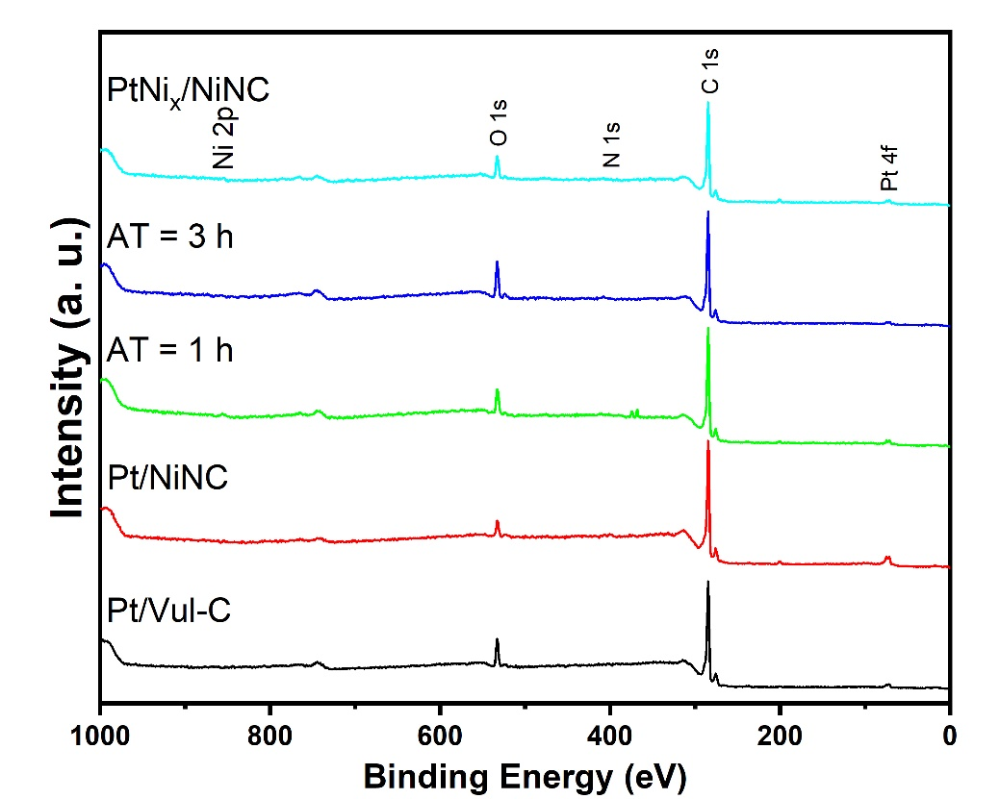 PtNiₓ/NiNC
Ni 2p
O 1s
N 1s
C 1s
Pt 4f
AT = 3 h
AT = 1 h
Pt/NiNC
Pt/Vul-C
Intensity (a. u.)
1000 800 600 400 200 0
Binding Energy (eV)